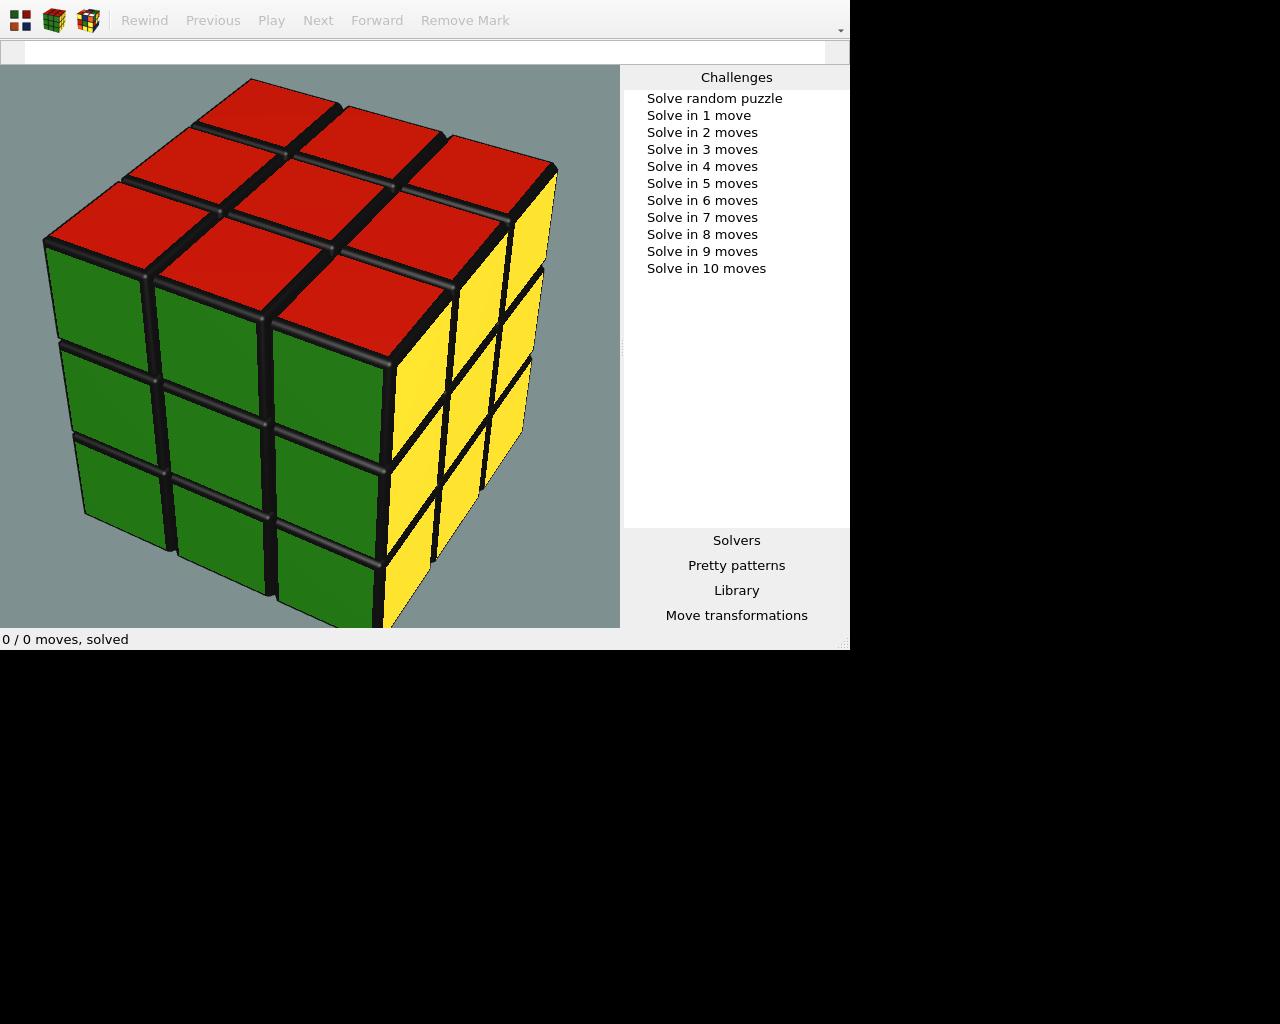 Rewind Previous Play Next Forward Remove Mark
Challenges
Solve random puzzle
Solve in 1 move
Solve in 2 moves
Solve in 3 moves
Solve in 4 moves
Solve in 5 moves
Solve in 6 moves
Solve in 7 moves
Solve in 8 moves
Solve in 9 moves
Solve in 10 moves
Solvers
Pretty patterns
Library
Move transformations
0 / 0 moves, solved